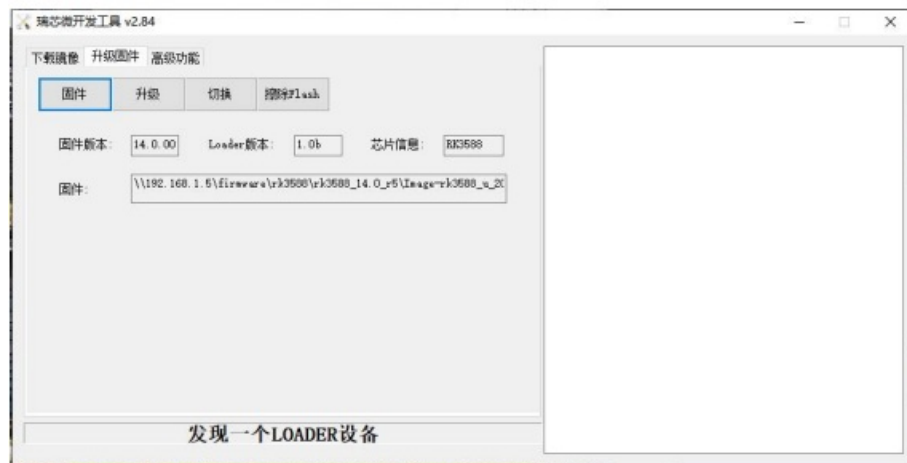 瑞芯微开发工具 v2.84
下载镜像 升级固件 高级功能
固件 升级 切换 擦除Flash
固件版本: 14.0.00 Loader版本: 1.0b 芯片信息: RK3588
固件: \\192.168.1.5\firmware\rk3588\rk3588_14.0_r5\Image-rk3588_u_20
发现一个LOADER设备